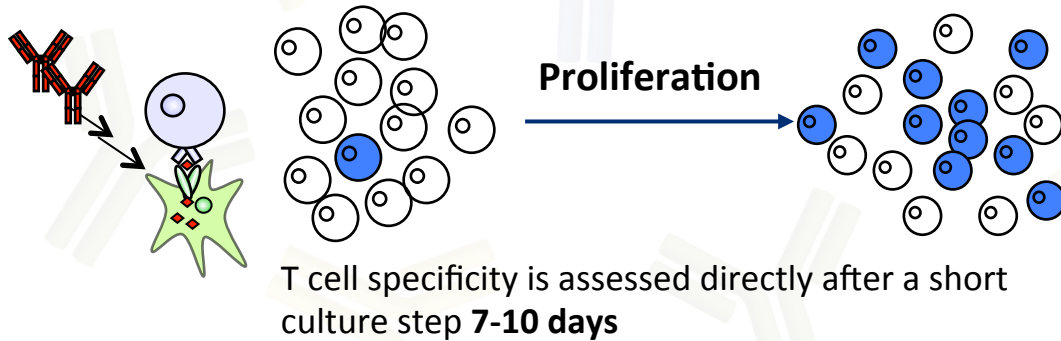 Proliferation
T cell specificity is assessed directly after a short
culture step 7-10 days